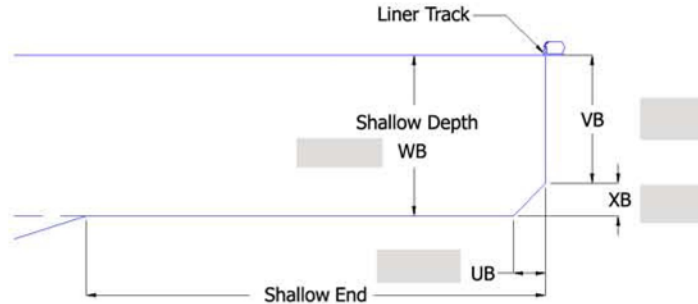 Liner Track
Shallow Depth
WB
VB
XB
UB
Shallow End